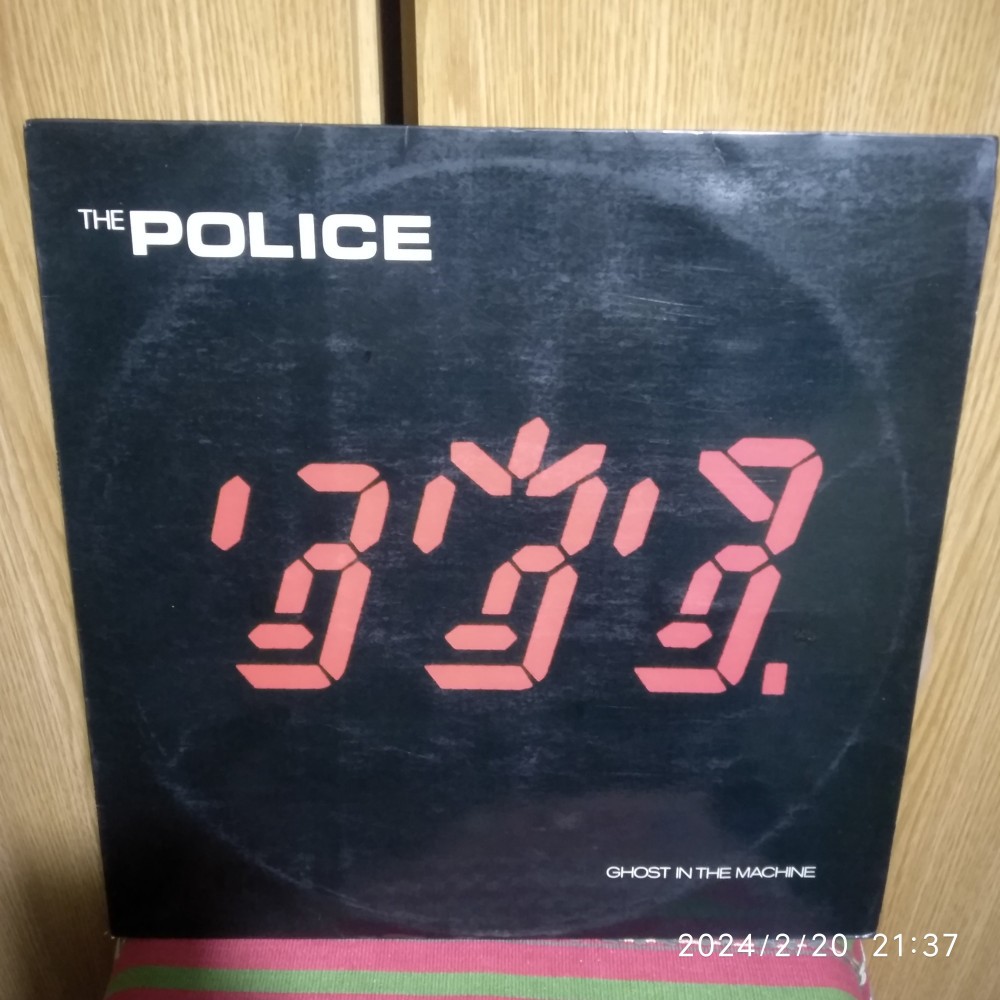 THE POLICE
GHOST IN THE MACHINE
2024/2/20 21:37